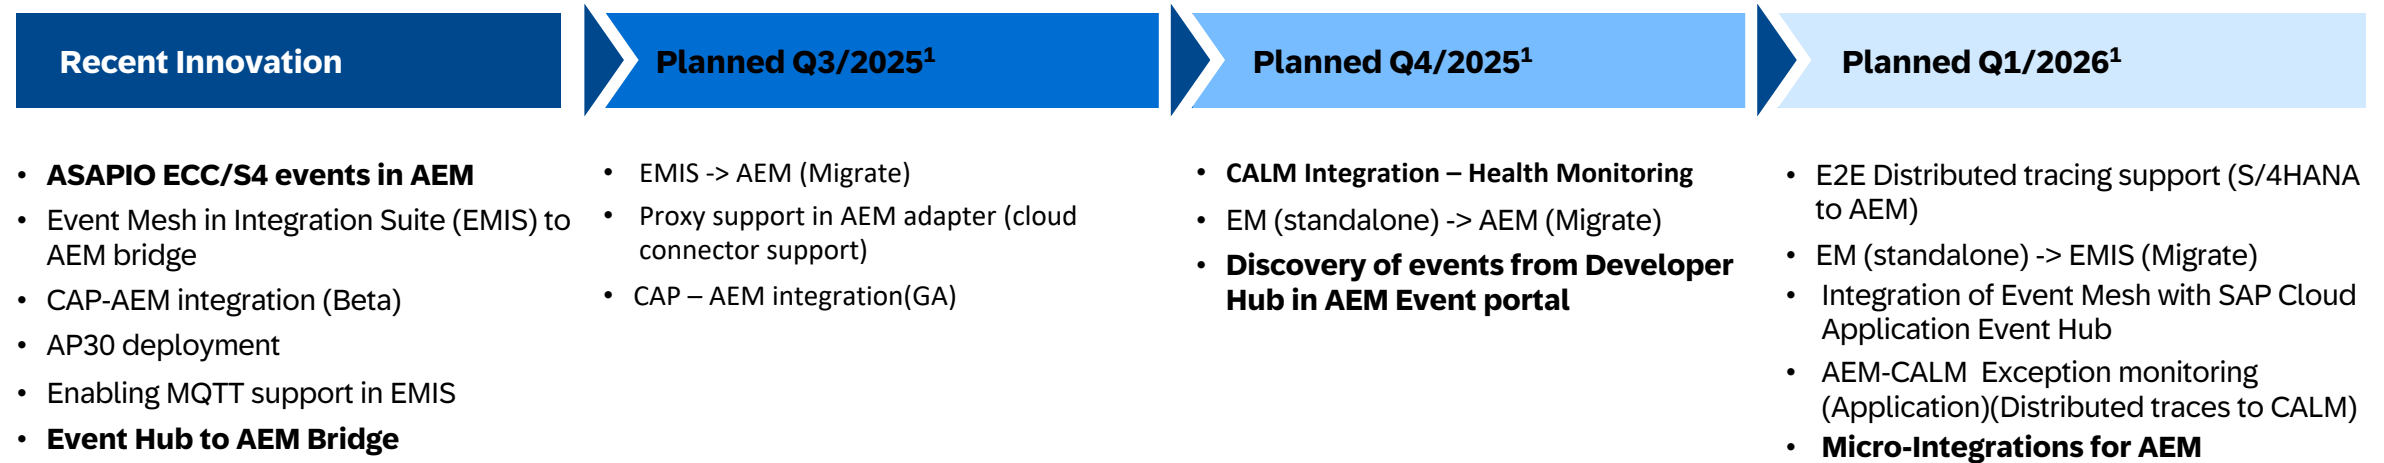 Recent Innovation
• ASAPIO ECC/S4 events in AEM
• Event Mesh in Integration Suite (EMIS) to
AEM bridge
• CAP-AEM integration (Beta)
• AP30 deployment
• Enabling MQTT support in EMIS
• Event Hub to AEM Bridge
Planned Q3/2025¹
• EMIS -> AEM (Migrate)
• Proxy support in AEM adapter (cloud
connector support)
• CAP – AEM integration(GA)
Planned Q4/2025¹
• CALM Integration – Health Monitoring
• EM (standalone) -> AEM (Migrate)
• Discovery of events from Developer
Hub in AEM Event portal
Planned Q1/2026¹
• E2E Distributed tracing support (S/4HANA
to AEM)
• EM (standalone) -> EMIS (Migrate)
• Integration of Event Mesh with SAP Cloud
Application Event Hub
• AEM-CALM  Exception monitoring
(Application)(Distributed traces to CALM)
• Micro-Integrations for AEM